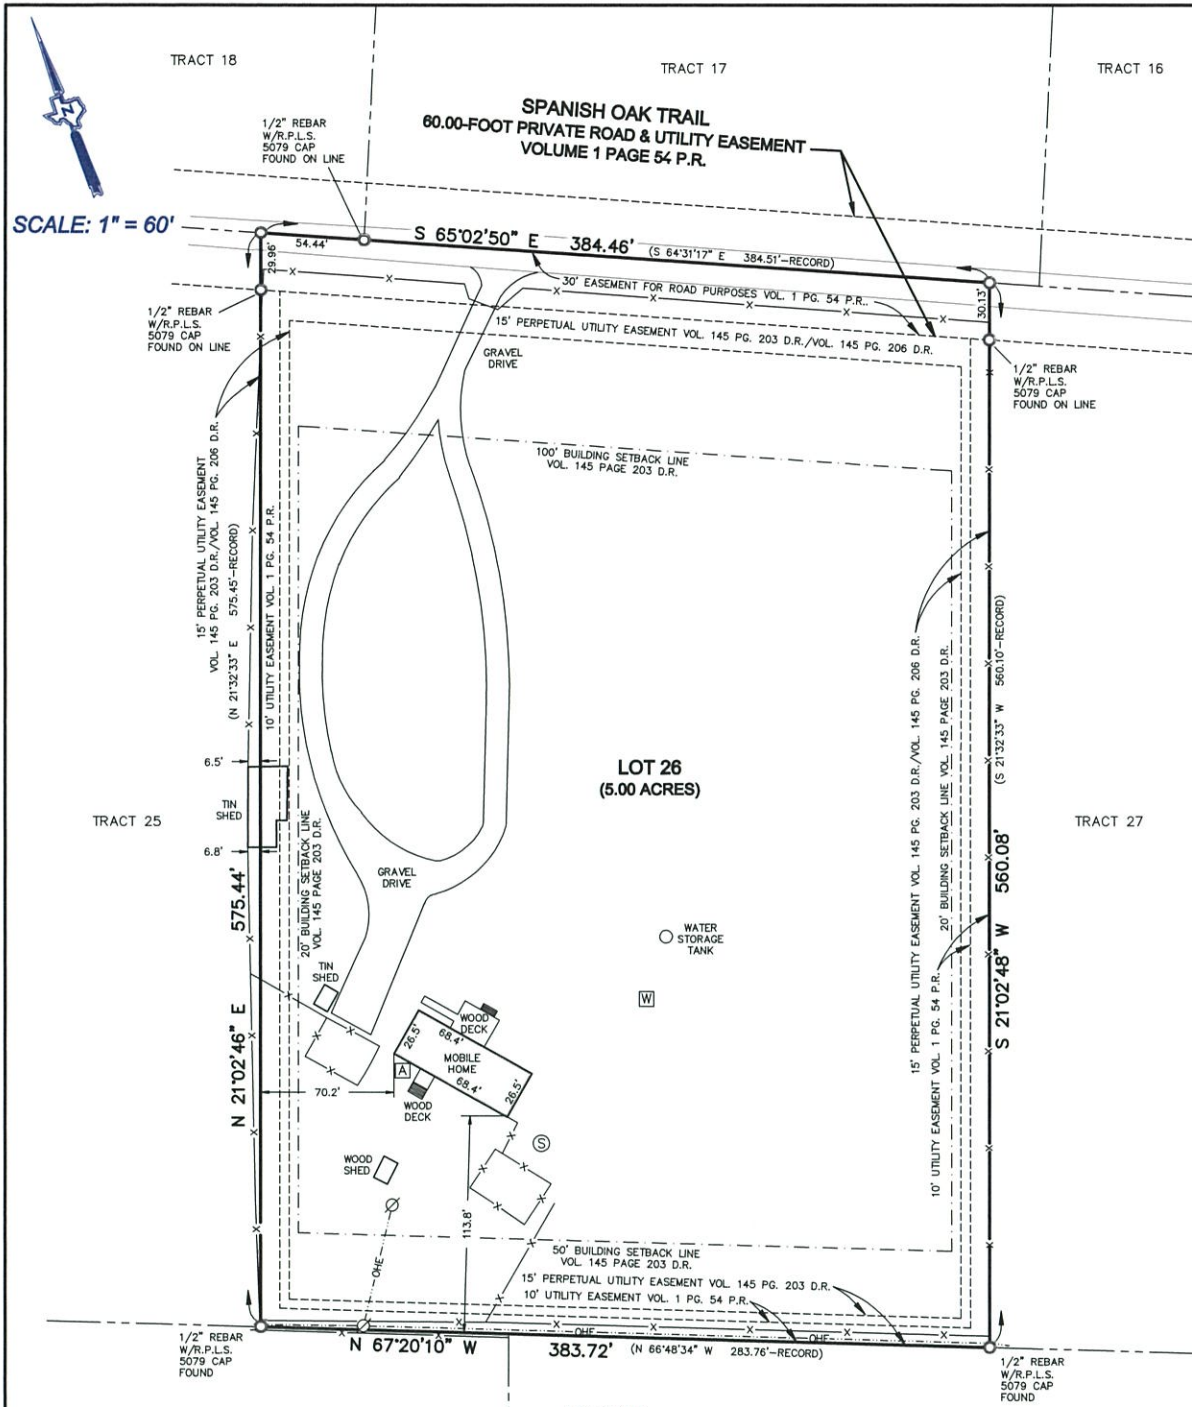 TRACT 18
TRACT 17
TRACT 16
SPANISH OAK TRAIL
60.00-FOOT PRIVATE ROAD & UTILITY EASEMENT
VOLUME 1 PAGE 54 P.R.
1/2" REBAR
W/R.P.L.S.
5079 CAP
FOUND ON LINE
N
SCALE: 1" = 60'
54.44'
S 65°02'50" E 384.46' (S 64°31'17" E 384.51'-RECORD)
29.96'
30.13'
30' EASEMENT FOR ROAD PURPOSES VOL. 1 PG. 54 P.R.
15' PERPETUAL UTILITY EASEMENT VOL. 145 PG. 203 D.R./VOL. 145 PG. 206 D.R.
1/2" REBAR
W/R.P.L.S.
5079 CAP
FOUND ON LINE
GRAVEL
DRIVE
1/2" REBAR
W/R.P.L.S.
5079 CAP
FOUND ON LINE
100' BUILDING SETBACK LINE
VOL. 145 PAGE 203 D.R.
15' PERPETUAL UTILITY EASEMENT
VOL. 145 PG. 203 D.R./VOL. 145 PG. 206 D.R.
(N 21°32'33" E 575.45'-RECORD)
10' UTILITY EASEMENT VOL. 1 PG. 54 P.R.
LOT 26
(5.00 ACRES)
15' PERPETUAL UTILITY EASEMENT VOL. 145 PG. 203 D.R./VOL. 145 PG. 206 D.R.
20' BUILDING SETBACK LINE VOL. 145 PAGE 203 D.R.
10' UTILITY EASEMENT VOL. 1 PG. 54 P.R.
(S 21°32'33" W 560.10'-RECORD)
S 21°02'48" W 560.08'
6.5'
TIN
SHED
6.8'
TRACT 25
TRACT 27
N 21°02'46" E 575.44'
20' BUILDING SETBACK LINE
VOL. 145 PAGE 203 D.R.
GRAVEL
DRIVE
WATER
STORAGE
TANK
W
TIN
SHED
WOOD
DECK
26.5'
68.4'
MOBILE
HOME
68.4'
26.5'
A
70.2'
WOOD
DECK
S
WOOD
SHED
113.8'
OHE
50' BUILDING SETBACK LINE
VOL. 145 PAGE 203 D.R.
15' PERPETUAL UTILITY EASEMENT VOL. 145 PG. 203 D.R.
10' UTILITY EASEMENT VOL. 1 PG. 54 P.R.
OHE
OHE
1/2" REBAR
W/R.P.L.S.
5079 CAP
FOUND
N 67°20'10" W 383.72' (N 66°48'34" W 283.76'-RECORD)
1/2" REBAR
W/R.P.L.S.
5079 CAP
FOUND